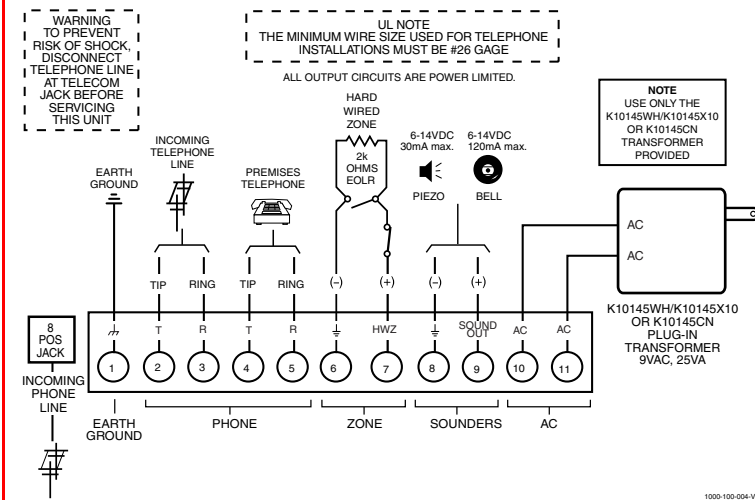 WARNING
TO PREVENT
RISK OF SHOCK,
DISCONNECT
TELEPHONE LINE
AT TELECOM
JACK BEFORE
SERVICING
THIS UNIT
UL NOTE
THE MINIMUM WIRE SIZE USED FOR TELEPHONE
INSTALLATIONS MUST BE #26 GAGE
ALL OUTPUT CIRCUITS ARE POWER LIMITED.
NOTE
USE ONLY THE
K10145WH/K10145X10
OR K10145CN
TRANSFORMER
PROVIDED
EARTH
GROUND
INCOMING
TELEPHONE
LINE
PREMISES
TELEPHONE
HARD
WIRED
ZONE
2k
OHMS
EOLR
6-14VDC
30mA max.
PIEZO
6-14VDC
120mA max.
BELL
AC
AC
K10145WH/K10145X10
OR K10145CN
PLUG-IN
TRANSFORMER
9VAC, 25VA
TIP RING TIP RING (-) (+) (-) (+)
T R T R HWZ SOUND OUT AC AC
1 2 3 4 5 6 7 8 9 10 11
8
POS
JACK
INCOMING
PHONE
LINE
EARTH
GROUND
PHONE
ZONE
SOUNDERS
AC